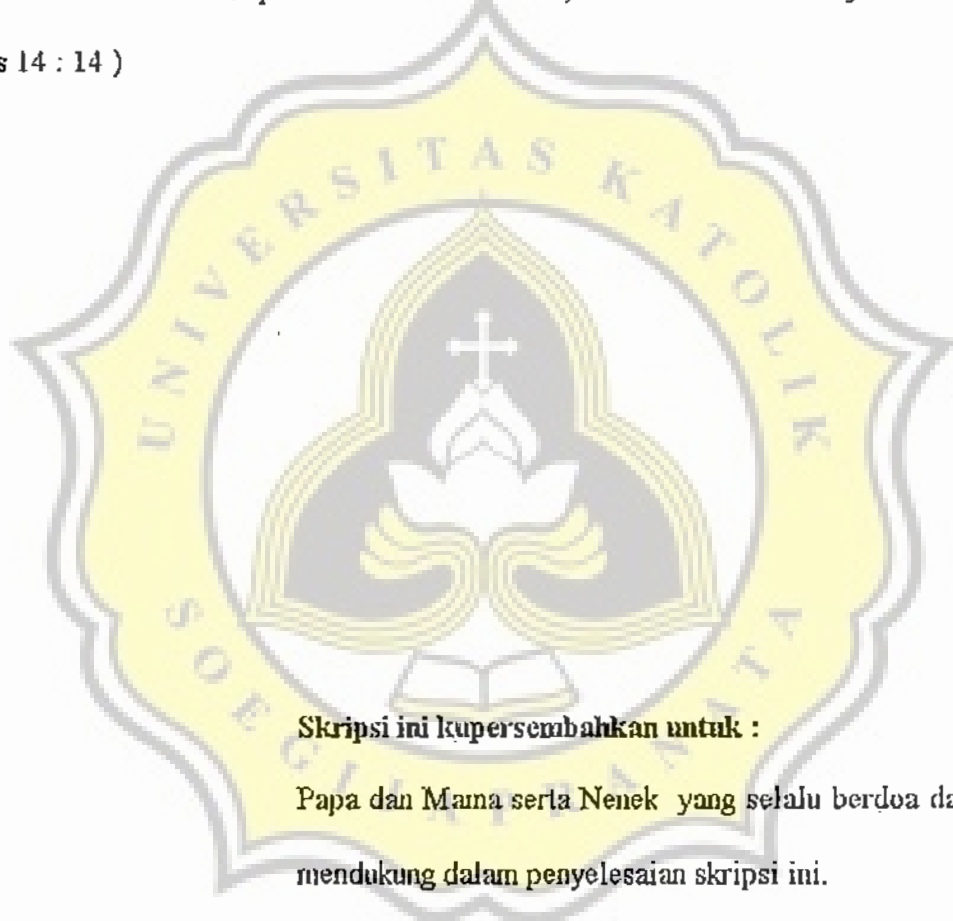 s 14 : 14 )
UNIVERSITAS KATOLIK
SOEGIJAPRANATA
Skripsi ini kupersembahkan untuk :
Papa dan Mama serta Nenek yang selalu berdoa da
mendukung dalam penyelesaian skripsi ini.